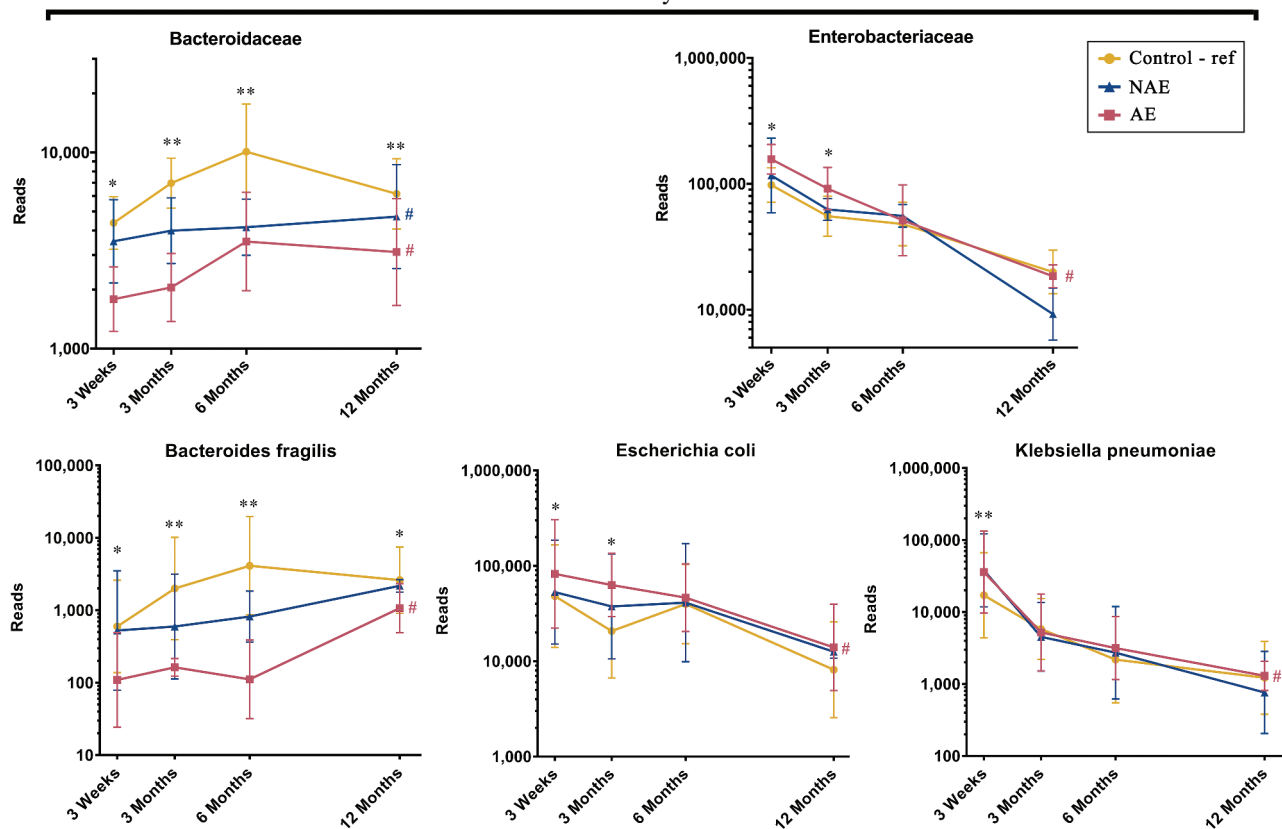 Bacteroidaceae
Reads
10,000
1,000
*
**
**
**
#
#
3 Weeks
3 Months
6 Months
12 Months
Enterobacteriaceae
Reads
1,000,000
100,000
10,000
*
*
#
3 Weeks
3 Months
6 Months
12 Months
Control - ref
NAE
AE
Bacteroides fragilis
Reads
100,000
10,000
1,000
100
10
*
**
**
*
#
3 Weeks
3 Months
6 Months
12 Months
Escherichia coli
Reads
1,000,000
100,000
10,000
1,000
*
*
#
3 Weeks
3 Months
6 Months
12 Months
Klebsiella pneumoniae
Reads
1,000,000
100,000
10,000
1,000
100
**
#
3 Weeks
3 Months
6 Months
12 Months